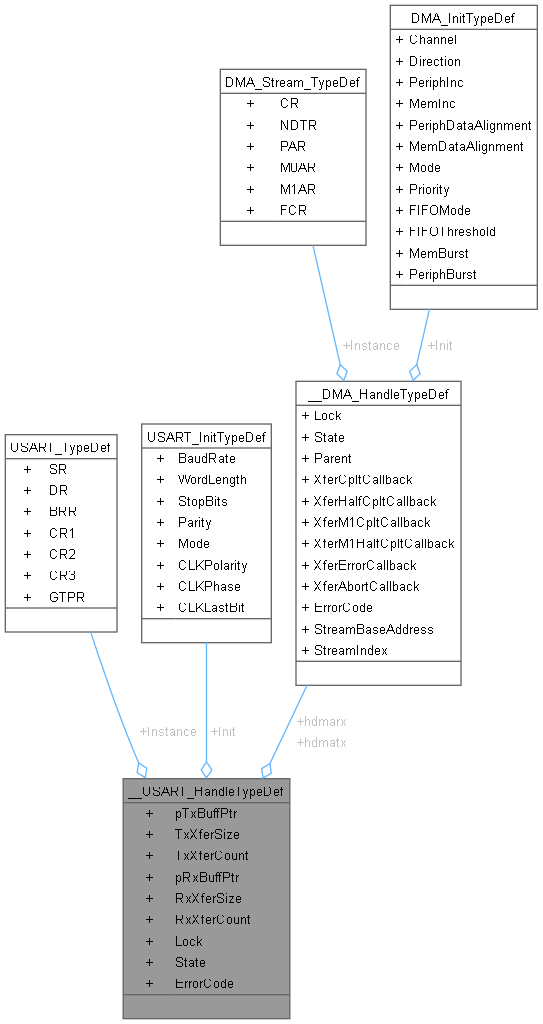 DMA_InitTypeDef
+ Channel
+ Direction
+ PeriphInc
+ MemInc
+ PeriphDataAlignment
+ MemDataAlignment
+ Mode
+ Priority
+ FIFOMode
+ FIFOThreshold
+ MemBurst
+ PeriphBurst
DMA_Stream_TypeDef
+ CR
+ NDTR
+ PAR
+ M0AR
+ M1AR
+ FCR
+Instance
+Init
__DMA_HandleTypeDef
+ Lock
+ State
+ Parent
+ XferCpltCallback
+ XferHalfCpltCallback
+ XferM1CpltCallback
+ XferM1HalfCpltCallback
+ XferErrorCallback
+ XferAbortCallback
+ ErrorCode
+ StreamBaseAddress
+ StreamIndex
USART_InitTypeDef
+ BaudRate
+ WordLength
+ StopBits
+ Parity
+ Mode
+ CLKPolarity
+ CLKPhase
+ CLKLastBit
USART_TypeDef
+ SR
+ DR
+ BRR
+ CR1
+ CR2
+ CR3
+ GTPR
+Instance
+Init
+hdmarx
+hdmatx
__USART_HandleTypeDef
+ pTxBuffPtr
+ TxXferSize
+ TxXferCount
+ pRxBuffPtr
+ RxXferSize
+ RxXferCount
+ Lock
+ State
+ ErrorCode